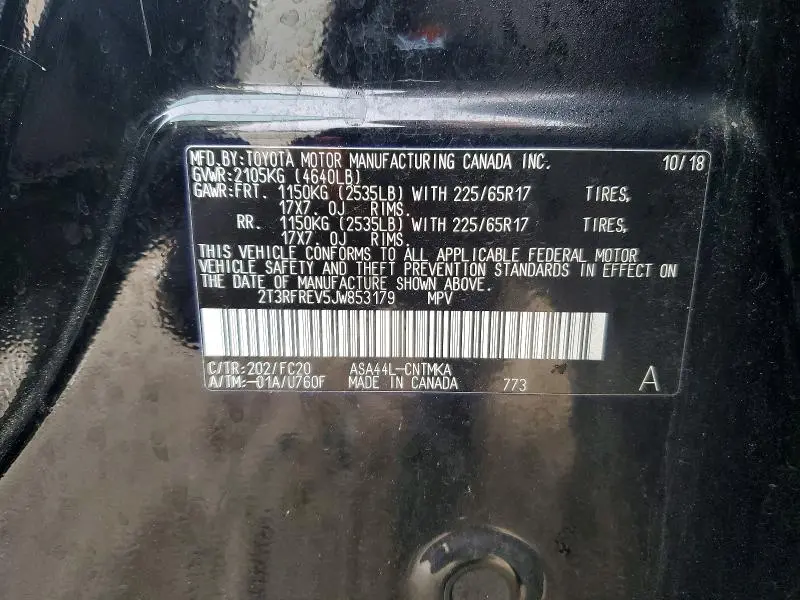 MFD.BY:TOYOTA MOTOR MANUFACTURING CANADA INC. 10/18
GVWR:2105KG (4640LB)
GAWR:FRT. 1150KG (2535LB) WITH 225/65R17 TIRES,
17X7. 0J RIMS.
RR. 1150KG (2535LB) WITH 225/65R17 TIRES,
17X7. 0J RIMS.
THIS VEHICLE CONFORMS TO ALL APPLICABLE FEDERAL MOTOR
VEHICLE SAFETY AND THEFT PREVENTION STANDARDS IN EFFECT ON
THE DATE OF MANUFACTURE SHOWN ABOVE.
2T3RFREV5JW853179 MPV
C/TR:202/FC20 ASA44L-CNTMKA
A/TM:-01A/U760F MADE IN CANADA 773 A